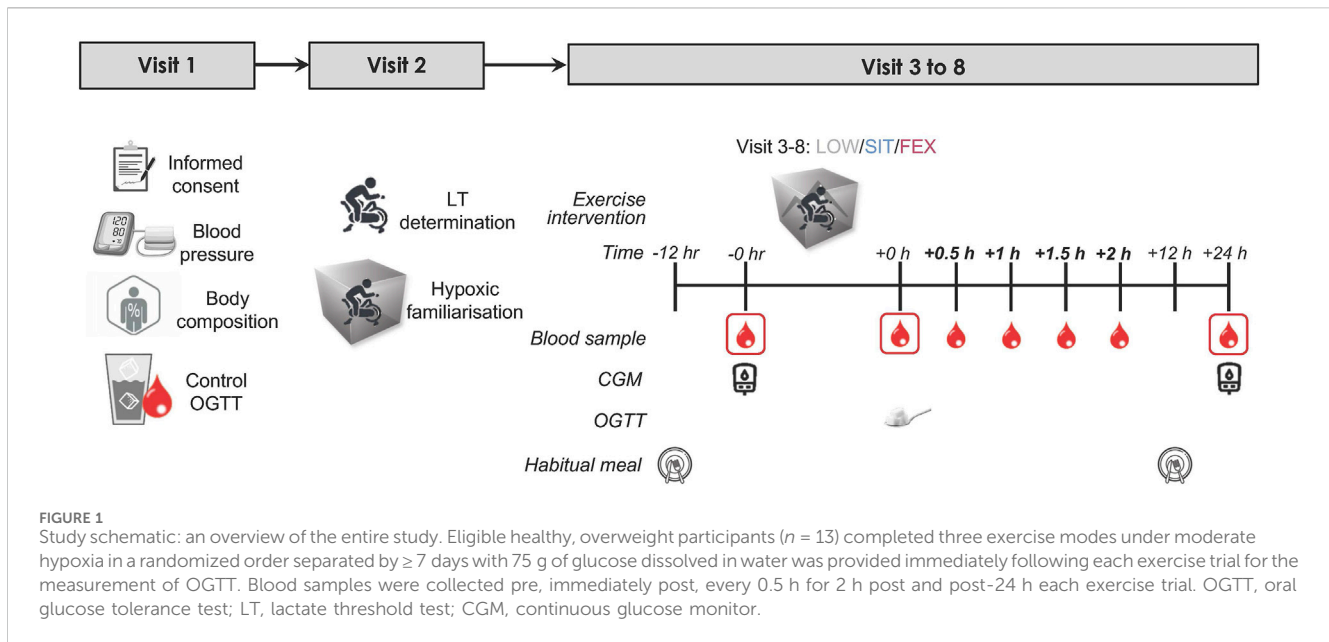 Visit 1
Visit 2
Visit 3 to 8
Informed
consent
120
80
Blood
pressure
%
Body
composition
Control
OGTT
LT
determination
Hypoxic
familiarisation
Visit 3-8: LOW/SIT/FEX
Exercise
intervention
Time -12 hr -0 hr +0 h +0.5 h +1 h +1.5 h +2 h +12 h +24 h
Blood sample
CGM
OGTT
Habitual meal
FIGURE 1
Study schematic: an overview of the entire study. Eligible healthy, overweight participants (n = 13) completed three exercise modes under moderate
hypoxia in a randomized order separated by ≥ 7 days with 75 g of glucose dissolved in water was provided immediately following each exercise trial for the
measurement of OGTT. Blood samples were collected pre, immediately post, every 0.5 h for 2 h post and post-24 h each exercise trial. OGTT, oral
glucose tolerance test; LT, lactate threshold test; CGM, continuous glucose monitor.